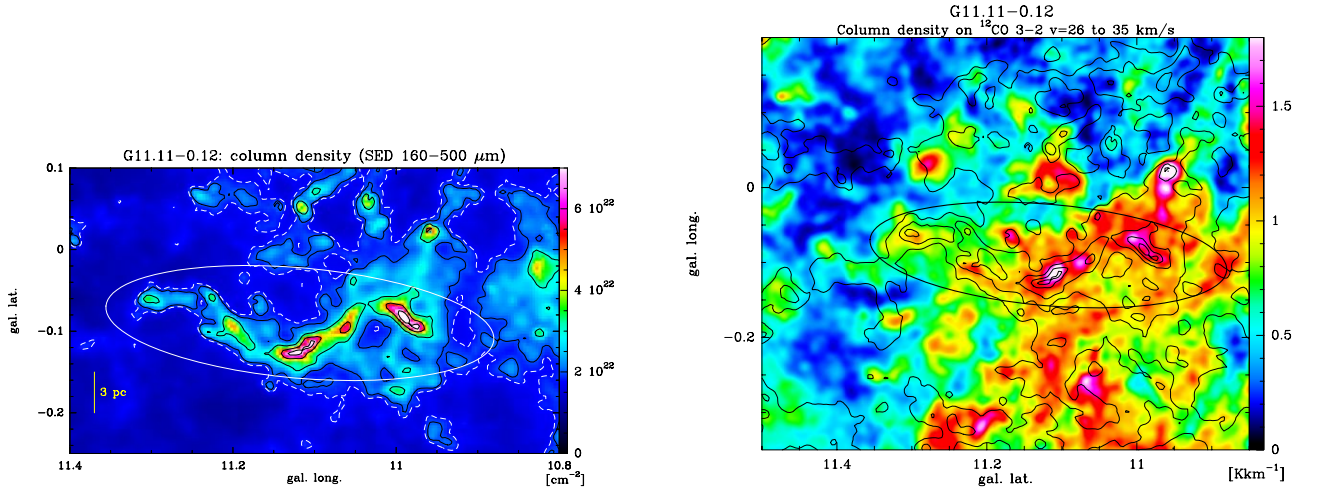 G11.11−0.12: column density (SED 160−500 μm)
0.1
0
−0.1
−0.2
3 pc
11.4
11.2
11
10.8
gal. long.
gal. lat.
6 10²²
4 10²²
2 10²²
0
[cm⁻²]
G11.11−0.12
Column density on ¹²CO 3−2 v=26 to 35 km/s
0
−0.2
gal. long.
11.4
11.2
11
gal. lat.
1.5
1
0.5
0
[Kkm⁻¹]